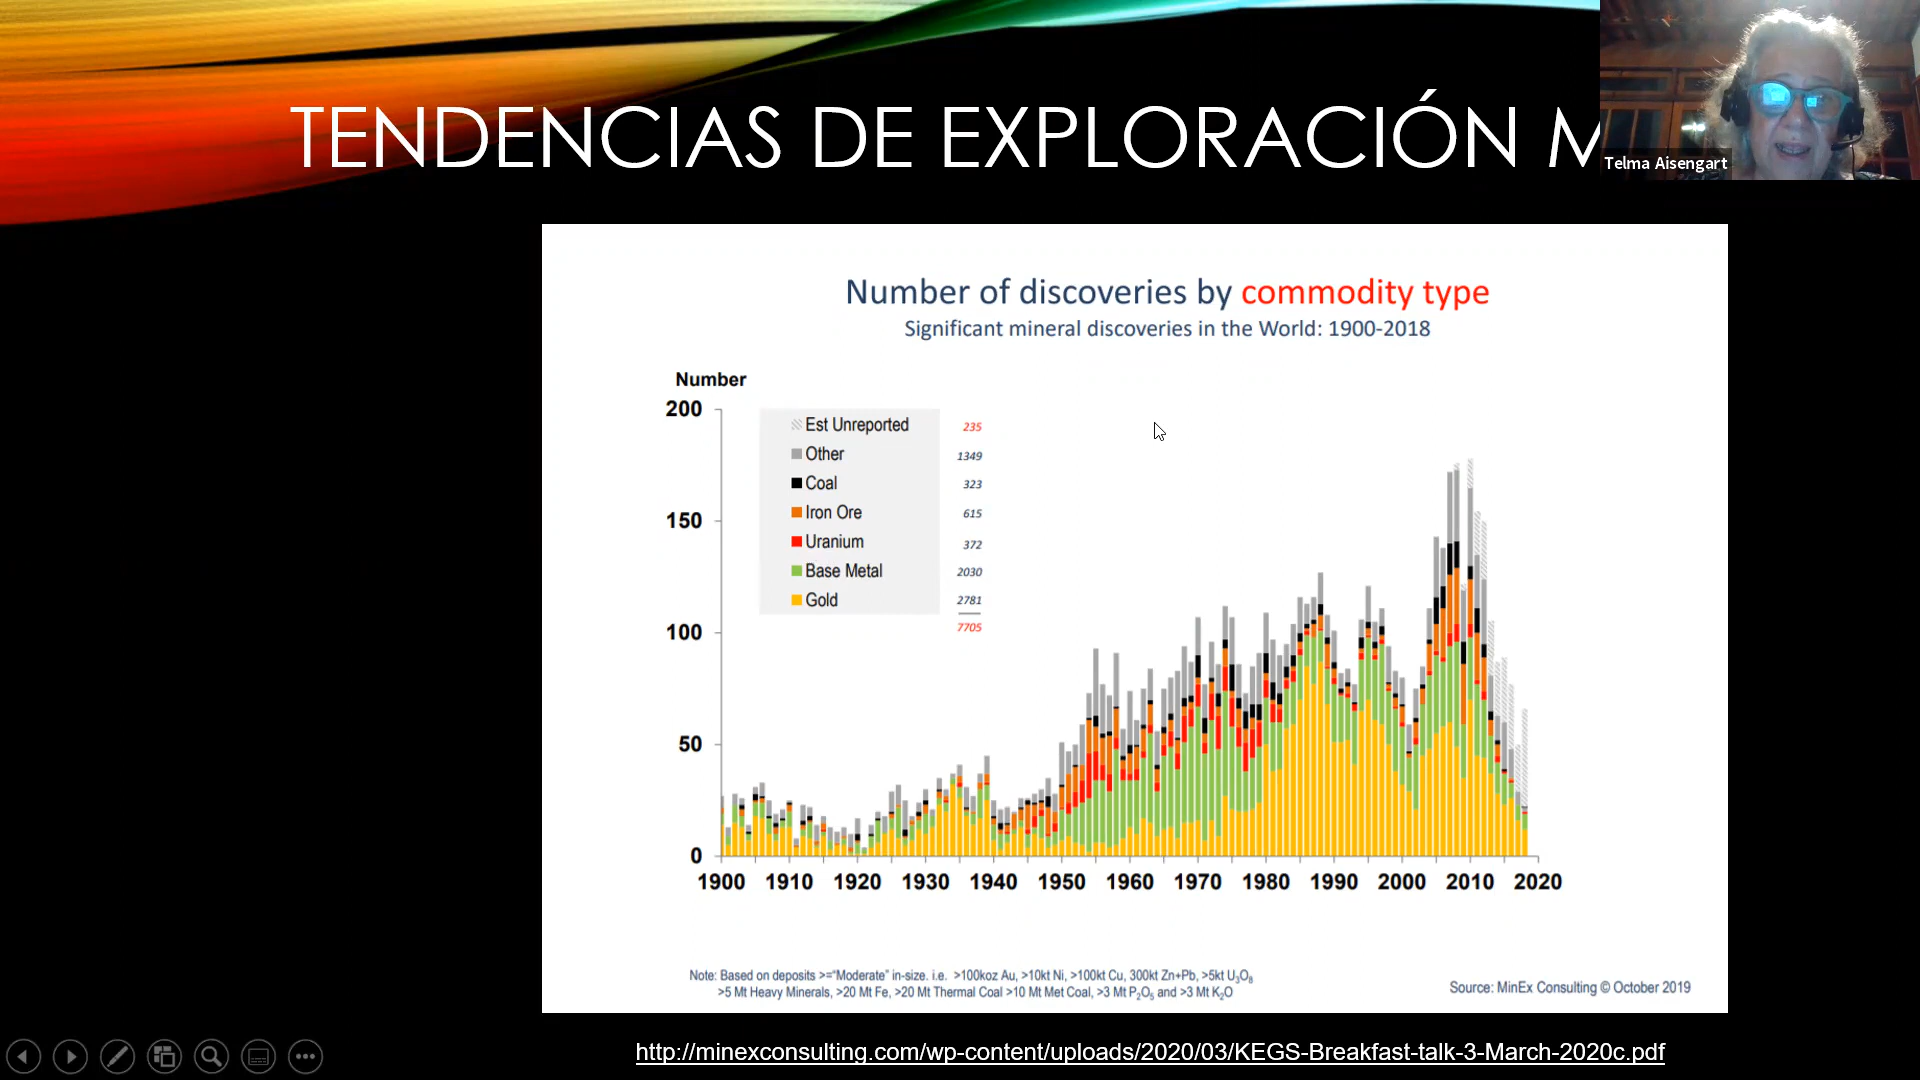 TENDENCIAS DE EXPLORACIÓN M
Telma Aisengart
Number of discoveries by commodity type
Significant mineral discoveries in the World: 1900-2018
Number
200
150
100
50
0
Est Unreported 235
Other 1349
Coal 323
Iron Ore 615
Uranium 372
Base Metal 2030
Gold 2781
7705
1900 1910 1920 1930 1940 1950 1960 1970 1980 1990 2000 2010 2020
Note: Based on deposits >="Moderate" in-size. i.e. >100koz Au, >10kt Ni, >100kt Cu, 300kt Zn+Pb, >5kt U₃O₈
>5 Mt Heavy Minerals, >20 Mt Fe, >20 Mt Thermal Coal >10 Mt Met Coal, >3 Mt P₂O₅ and >3 Mt K₂O
Source: MinEx Consulting © October 2019
http://minexconsulting.com/wp-content/uploads/2020/03/KEGS-Breakfast-talk-3-March-2020c.pdf